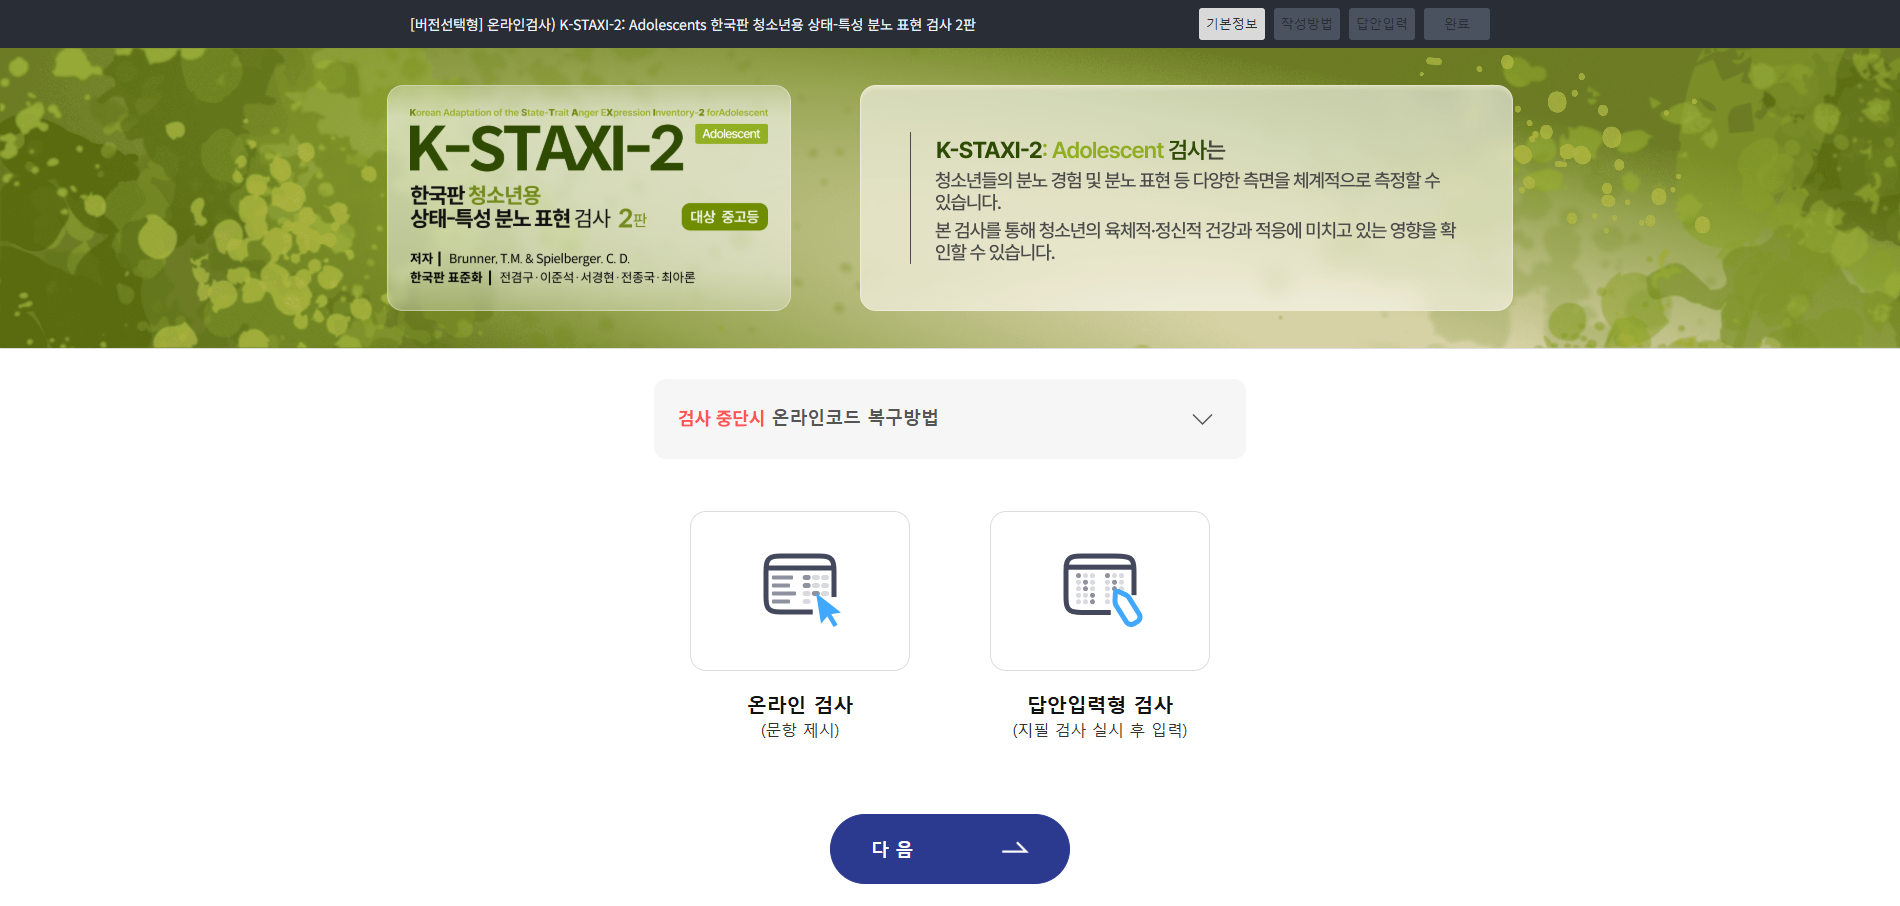 [버전선택형] 온라인검사) K-STAXI-2: Adolescents 한국판 청소년용 상태-특성 분노 표현 검사 2판
기본정보
작성방법
답안입력
완료
Korean Adaptation of the State-Trait Anger EXpression Inventory-2 forAdolescent
K-STAXI-2 Adolescent
한국판 청소년용
상태-특성 분노 표현 검사 2판
대상 중고등
저자 | Brunner, T.M. & Spielberger. C. D.
한국판 표준화 | 전겸구·이준석·서경현·전종국·최아론
K-STAXI-2: Adolescent 검사는
청소년들의 분노 경험 및 분노 표현 등 다양한 측면을 체계적으로 측정할 수
있습니다.
본 검사를 통해 청소년의 육체적·정신적 건강과 적응에 미치고 있는 영향을 확
인할 수 있습니다.
검사 중단시 온라인코드 복구방법
온라인 검사
(문항 제시)
답안입력형 검사
(지필 검사 실시 후 입력)
다 음